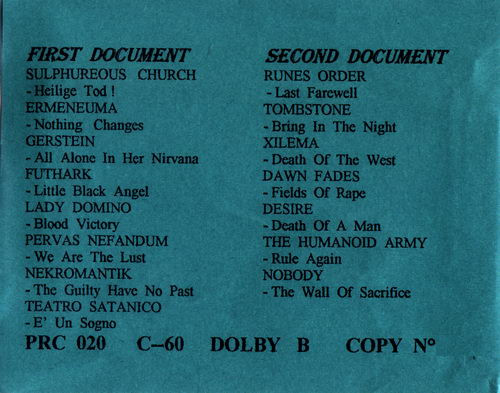 FIRST DOCUMENT
SULPHUREOUS CHURCH
- Heilige Tod !
ERMENEUMA
- Nothing Changes
GERSTEIN
- All Alone In Her Nirvana
FUTHARK
- Little Black Angel
LADY DOMINO
- Blood Victory
PERVAS NEFANDUM
- We Are The Lust
NEKROMANTIK
- The Guilty Have No Past
TEATRO SATANICO
- E' Un Sogno
SECOND DOCUMENT
RUNES ORDER
- Last Farewell
TOMBSTONE
- Bring In The Night
XILEMA
- Death Of The West
DAWN FADES
- Fields Of Rape
DESIRE
- Death Of A Man
THE HUMANOID ARMY
- Rule Again
NOBODY
- The Wall Of Sacrifice
PRC 020 C-60 DOLBY B COPY N°